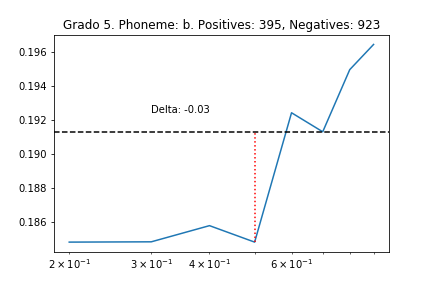 Grado 5. Phoneme: b. Positives: 395, Negatives: 923
0.196
0.194
Delta: -0.03
0.192
0.190
0.188
0.186
2 × 10⁻¹ 3 × 10⁻¹ 4 × 10⁻¹ 6 × 10⁻¹